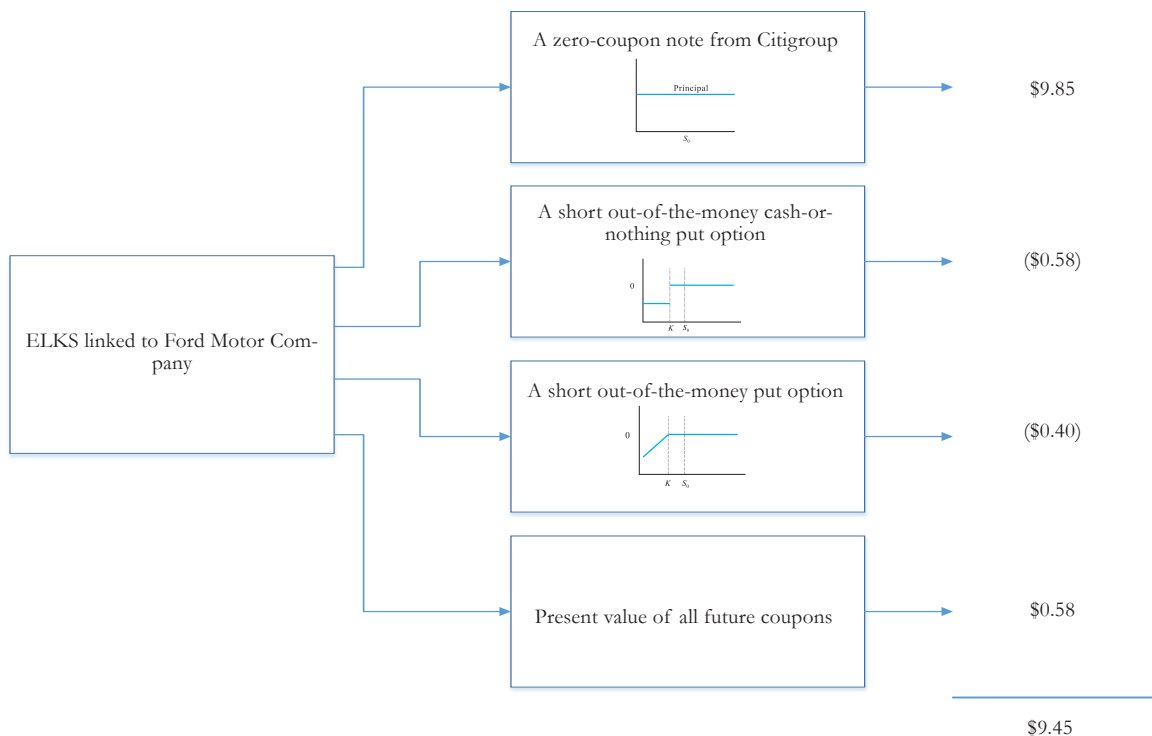 A zero-coupon note from Citigroup
Principal
S₀
$9.85
A short out-of-the-money cash-or-
nothing put option
0
K
S₀
($0.58)
ELKS linked to Ford Motor Com-
pany
A short out-of-the-money put option
0
K
S₀
($0.40)
Present value of all future coupons
$0.58
$9.45